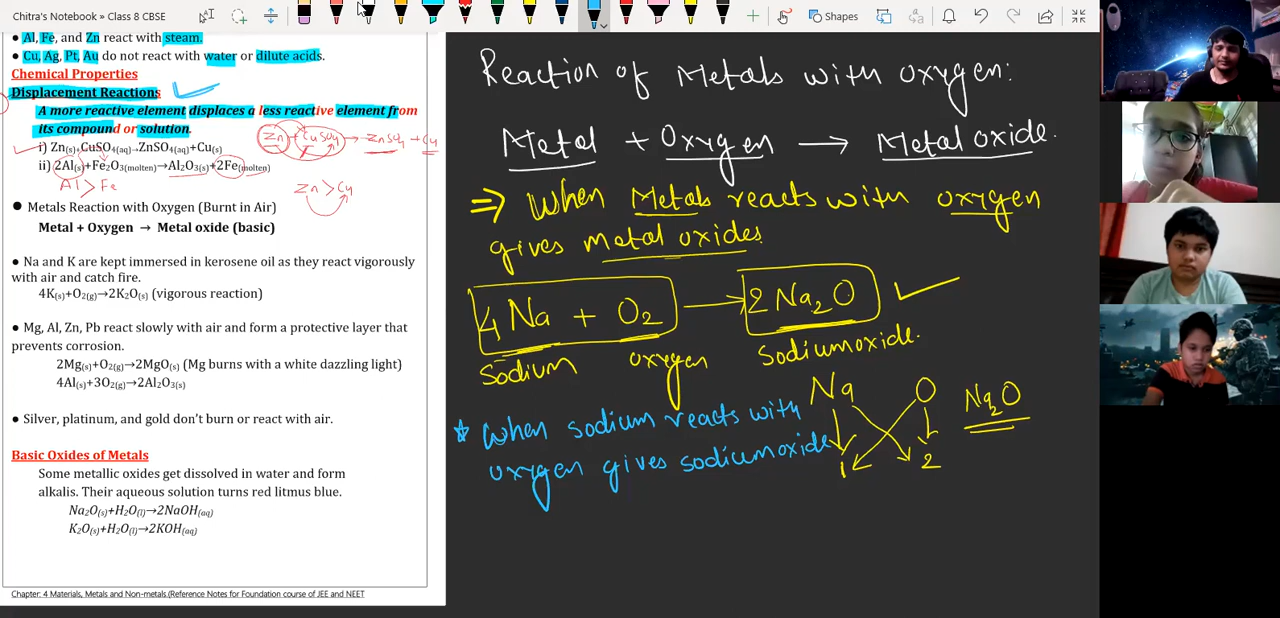 Chitra's Notebook » Class 8 CBSE
Shapes
● Al, Fe, and Zn react with steam.
● Cu, Ag, Pt, Au do not react with water or dilute acids.
Chemical Properties
Displacement Reactions
A more reactive element displaces a less reactive element from
its compound or solution.
Zn + CuSO4 → ZnSO4 + Cu
i) Zn(s)+CuSO4(aq)→ZnSO4(aq)+Cu(s)
ii) 2Al(s)+Fe2O3(molten)→Al2O3(s)+2Fe(molten)
Al > Fe
Zn > Cu
● Metals Reaction with Oxygen (Burnt in Air)
Metal + Oxygen → Metal oxide (basic)
● Na and K are kept immersed in kerosene oil as they react vigorously
with air and catch fire.
4K(s)+O2(g)→2K2O(s) (vigorous reaction)
● Mg, Al, Zn, Pb react slowly with air and form a protective layer that
prevents corrosion.
2Mg(s)+O2(g)→2MgO(s) (Mg burns with a white dazzling light)
4Al(s)+3O2(g)→2Al2O3(s)
● Silver, platinum, and gold don't burn or react with air.
Basic Oxides of Metals
Some metallic oxides get dissolved in water and form
alkalis. Their aqueous solution turns red litmus blue.
Na2O(s)+H2O(l)→2NaOH(aq)
K2O(s)+H2O(l)→2KOH(aq)
Chapter: 4 Materials, Metals and Non-metals.(Reference Notes for Foundation course of JEE and NEET
Reaction of Metals with oxygen:
Metal + Oxygen → Metal oxide.
⇒ When Metals reacts with oxygen
gives metal oxides.
4Na + O2 → 2Na2O
sodium oxygen sodiumoxide.
Na O Na2O
1 2
* When sodium reacts with
oxygen gives sodiumoxide